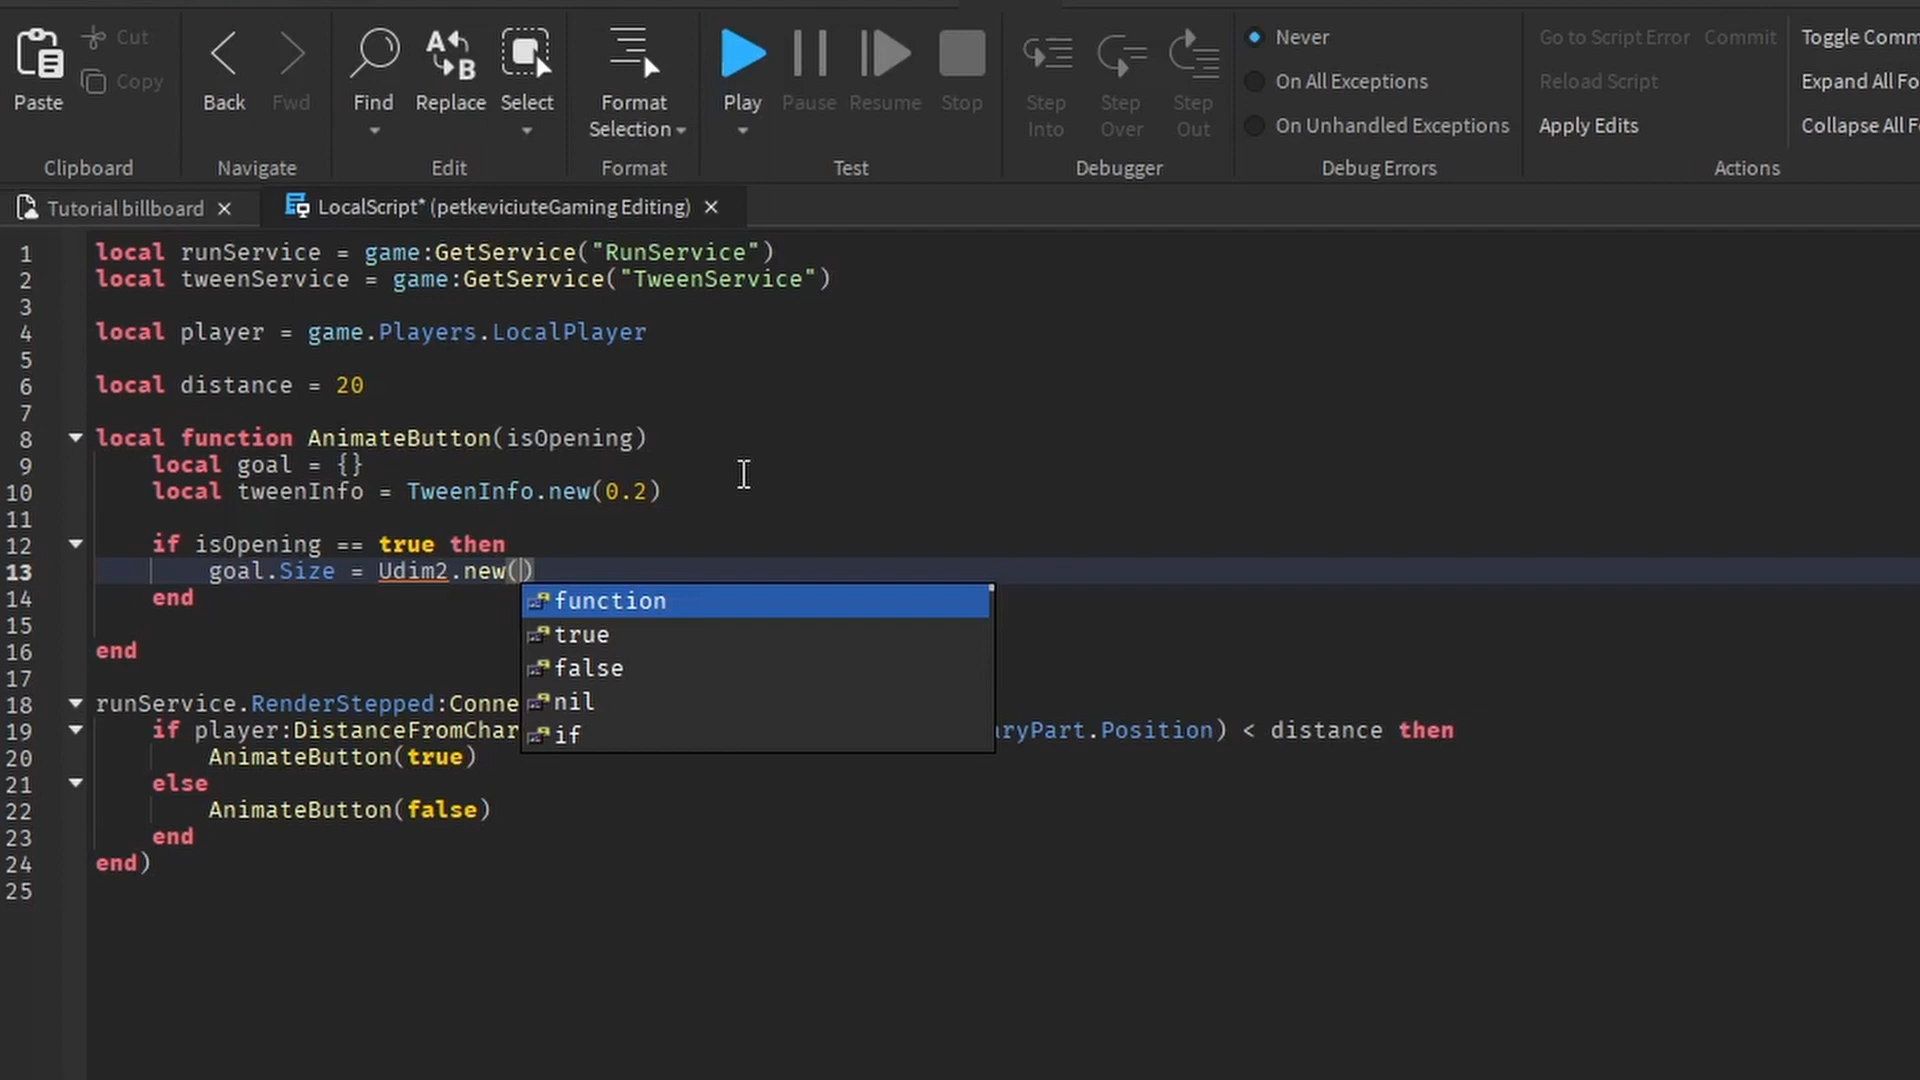 Paste
Cut
Copy
Clipboard
Back
Fwd
Navigate
Find
Replace
Select
Edit
Format
Selection
Format
Play
Pause
Resume
Stop
Test
Step
Into
Step
Over
Step
Out
Debugger
Never
On All Exceptions
On Unhandled Exceptions
Debug Errors
Go to Script Error
Commit
Reload Script
Apply Edits
Toggle Comm
Expand All Fo
Collapse All F
Actions
Tutorial billboard
LocalScript* (petkeviciuteGaming Editing)
1 local runService = game:GetService("RunService")
2 local tweenService = game:GetService("TweenService")
3
4 local player = game.Players.LocalPlayer
5
6 local distance = 20
7
8 local function AnimateButton(isOpening)
9 local goal = {}
10 local tweenInfo = TweenInfo.new(0.2)
11
12 if isOpening == true then
13 goal.Size = Udim2.new()
14 end
15
16 end
17
18 runService.RenderStepped:Conne
19 if player:DistanceFromChar aryPart.Position) < distance then
20 AnimateButton(true)
21 else
22 AnimateButton(false)
23 end
24 end)
25
function
true
false
nil
if